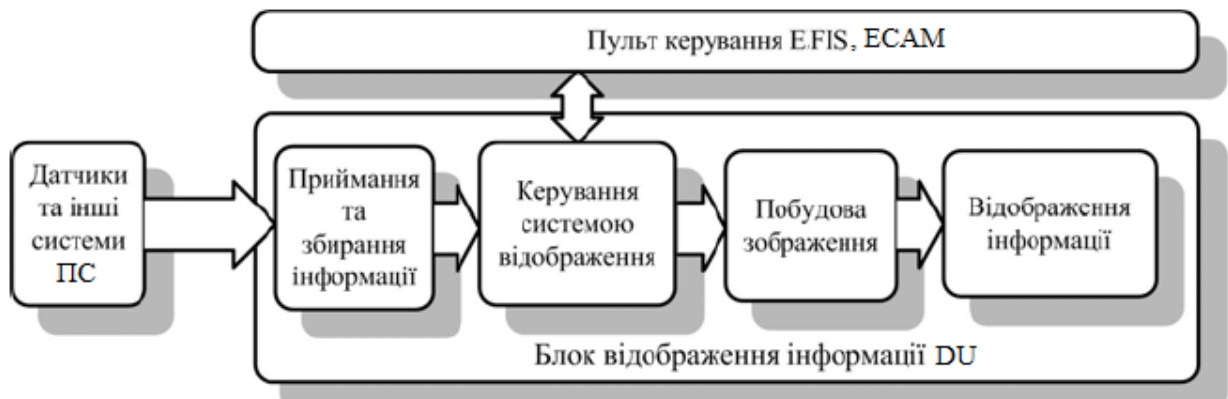 Пульт керування EFIS, ECAM
Датчики
та інші
системи
ПС
Приймання
та
збирання
інформації
Керування
системою
відображення
Побудова
зображення
Відображення
інформації
Блок відображення інформації DU